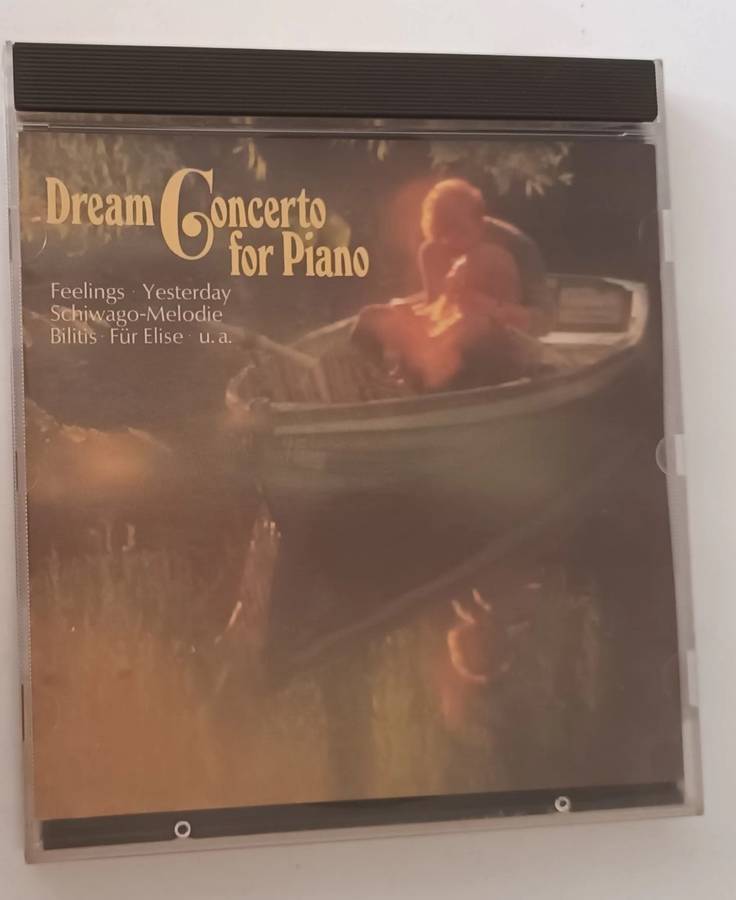 Dream Concerto
for Piano
Feelings · Yesterday
Schiwago-Melodie
Bilitis · Für Elise · u. a.